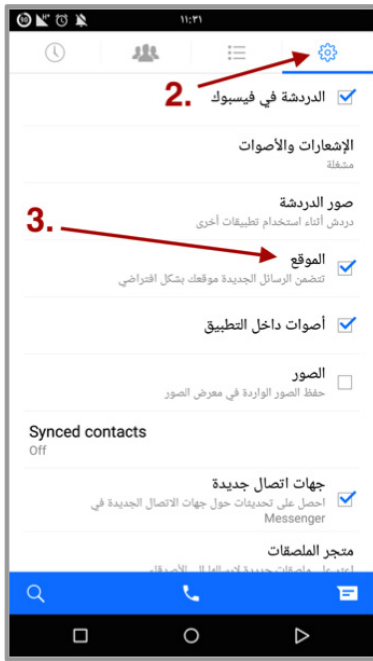 ١١:٣١
2.
الدردشة في فيسبوك
الإشعارات والأصوات
مشغلة
صور الدردشة
دردش أثناء استخدام تطبيقات أخرى
3.
الموقع
تتضمن الرسائل الجديدة موقعك بشكل افتراضي
أصوات داخل التطبيق
الصور
حفظ الصور الواردة في معرض الصور
Synced contacts
Off
جهات اتصال جديدة
احصل على تحديثات حول جهات الاتصال الجديدة في
Messenger
متجر الملصقات